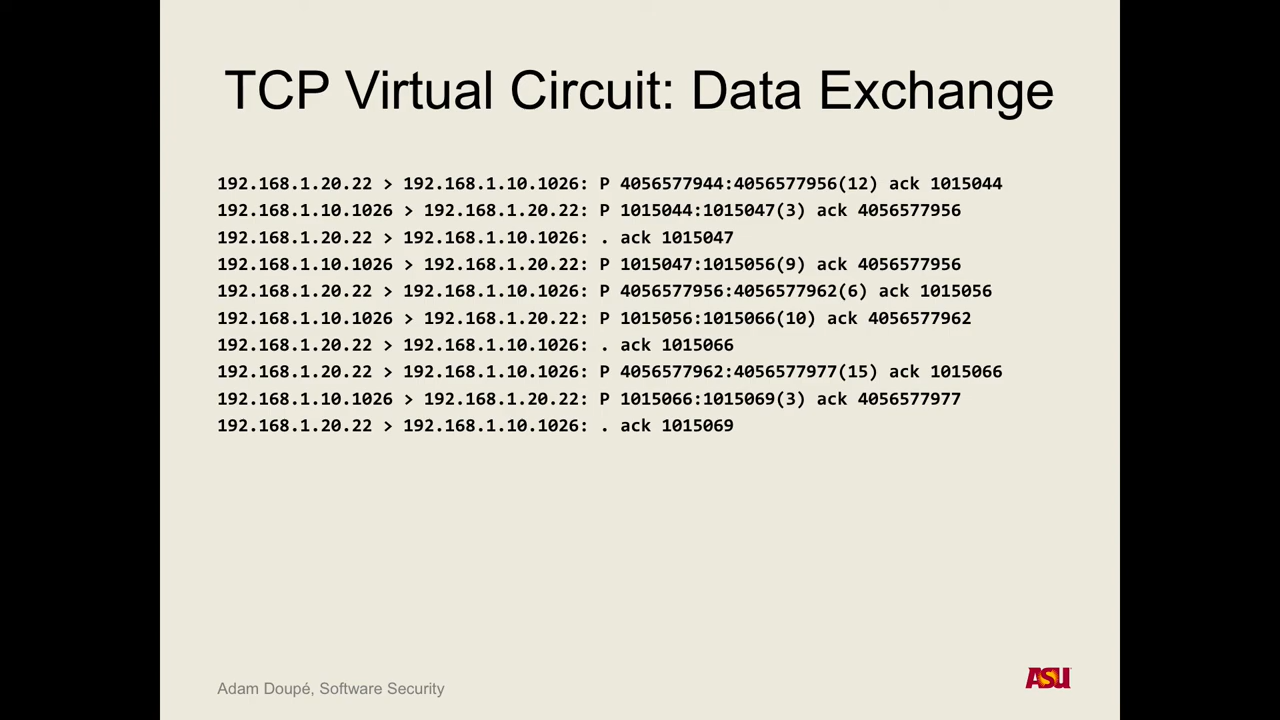 TCP Virtual Circuit: Data Exchange
192.168.1.20.22 > 192.168.1.10.1026: P 4056577944:4056577956(12) ack 1015044
192.168.1.10.1026 > 192.168.1.20.22: P 1015044:1015047(3) ack 4056577956
192.168.1.20.22 > 192.168.1.10.1026: . ack 1015047
192.168.1.10.1026 > 192.168.1.20.22: P 1015047:1015056(9) ack 4056577956
192.168.1.20.22 > 192.168.1.10.1026: P 4056577956:4056577962(6) ack 1015056
192.168.1.10.1026 > 192.168.1.20.22: P 1015056:1015066(10) ack 4056577962
192.168.1.20.22 > 192.168.1.10.1026: . ack 1015066
192.168.1.20.22 > 192.168.1.10.1026: P 4056577962:4056577977(15) ack 1015066
192.168.1.10.1026 > 192.168.1.20.22: P 1015066:1015069(3) ack 4056577977
192.168.1.20.22 > 192.168.1.10.1026: . ack 1015069
Adam Doupé, Software Security
ASU